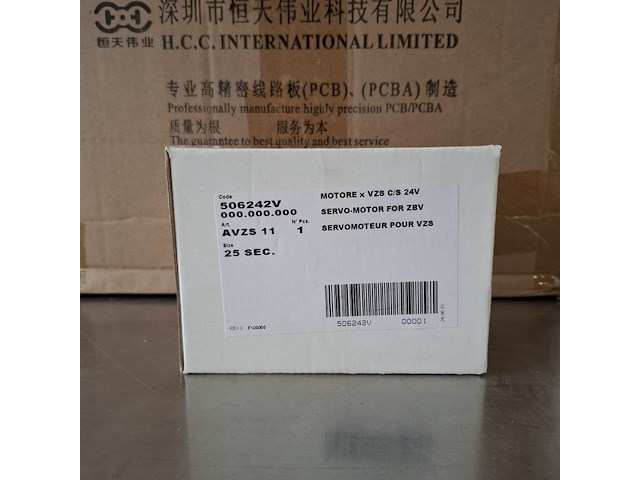 深圳市恒天伟业科技有限公司
恒天伟业
H.C.C. INTERNATIONAL LIMITED
专业高精密线路板(PCB)、(PCBA)制造
Professionally manufacture highly precision PCB/PCBA
质量为根 服务为本
The guarantee to best quality and best service
Code
506242V
000.000.000
Art. N° Pcs.
AVZS 11 1
Size
25 SEC.
MOTORE x VZS C/S 24V
SERVO-MOTOR FOR ZBV
SERVOMOTEUR POUR VZS
506242V 00001